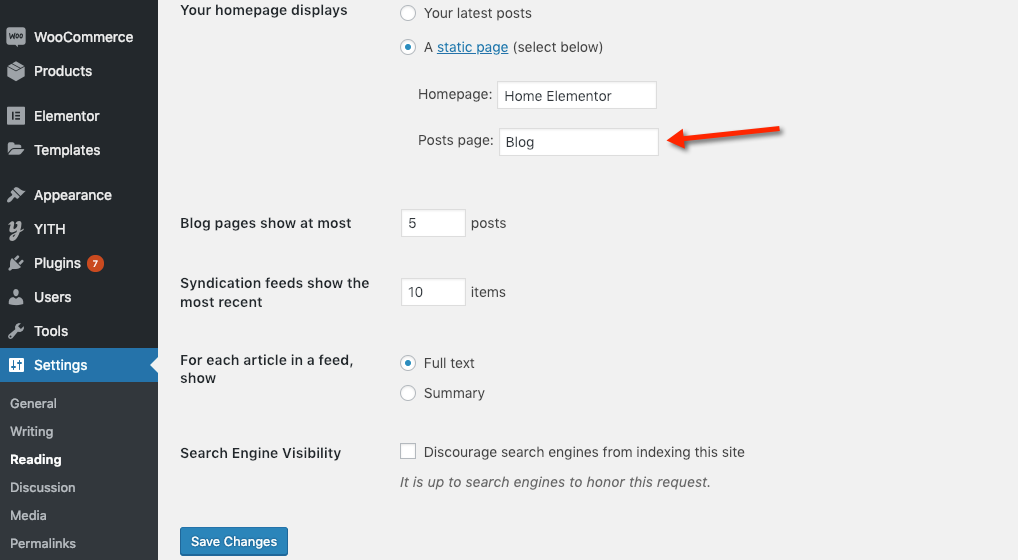 WOO
WooCommerce
Products
Elementor
Templates
Appearance
YITH
Plugins 7
Users
Tools
Settings
General
Writing
Reading
Discussion
Media
Permalinks
Your homepage displays
Your latest posts
A static page (select below)
Homepage: Home Elementor
Posts page: Blog
Blog pages show at most 5 posts
Syndication feeds show the
most recent
10 items
For each article in a feed,
show
Full text
Summary
Search Engine Visibility
Discourage search engines from indexing this site
It is up to search engines to honor this request.
Save Changes